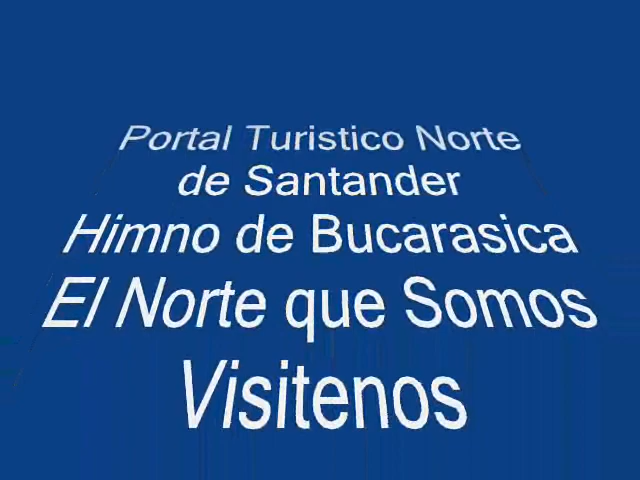 Portal Turistico Norte
de Santander
Himno de Bucarasica
El Norte que Somos
Visitenos